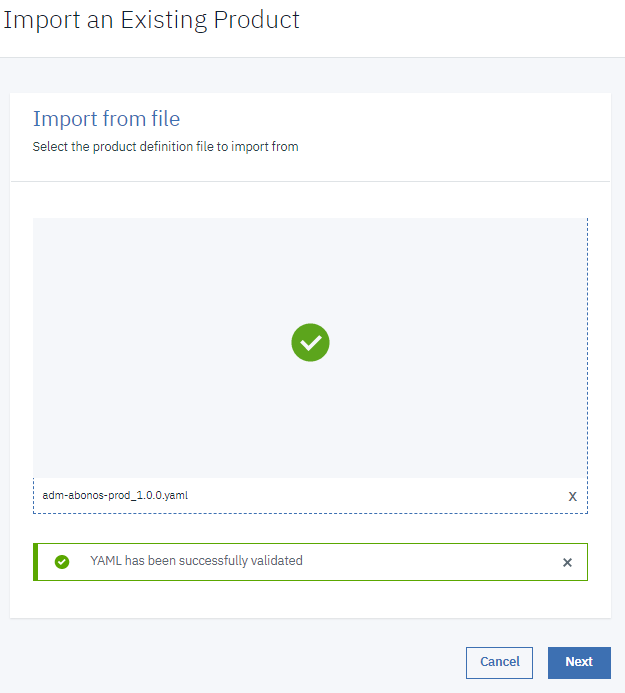 Import an Existing Product
Import from file
Select the product definition file to import from
adm-abonos-prod_1.0.0.yaml
X
YAML has been successfully validated
×
Cancel
Next